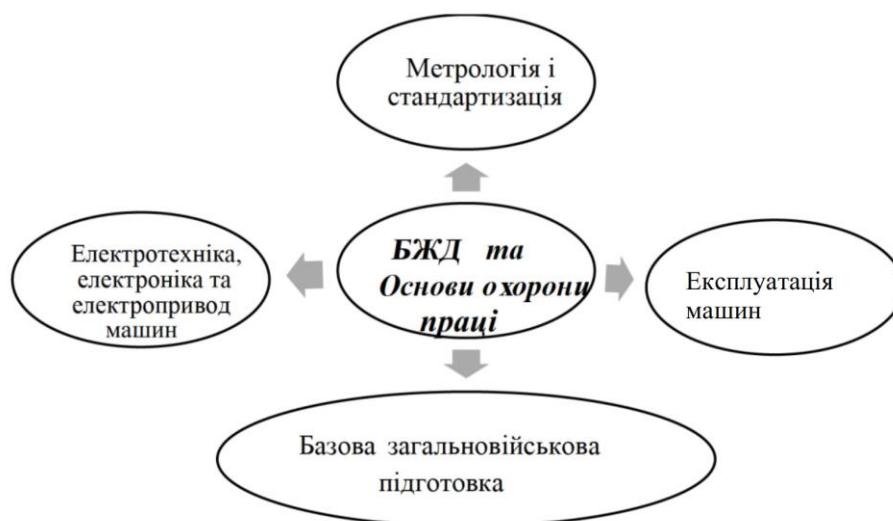 Метрологія і
стандартизація
Електротехніка,
електроніка та
електропривод
машин
БЖД та
Основи охорони
праці
Експлуатація
машин
Базова загальновійськова
підготовка